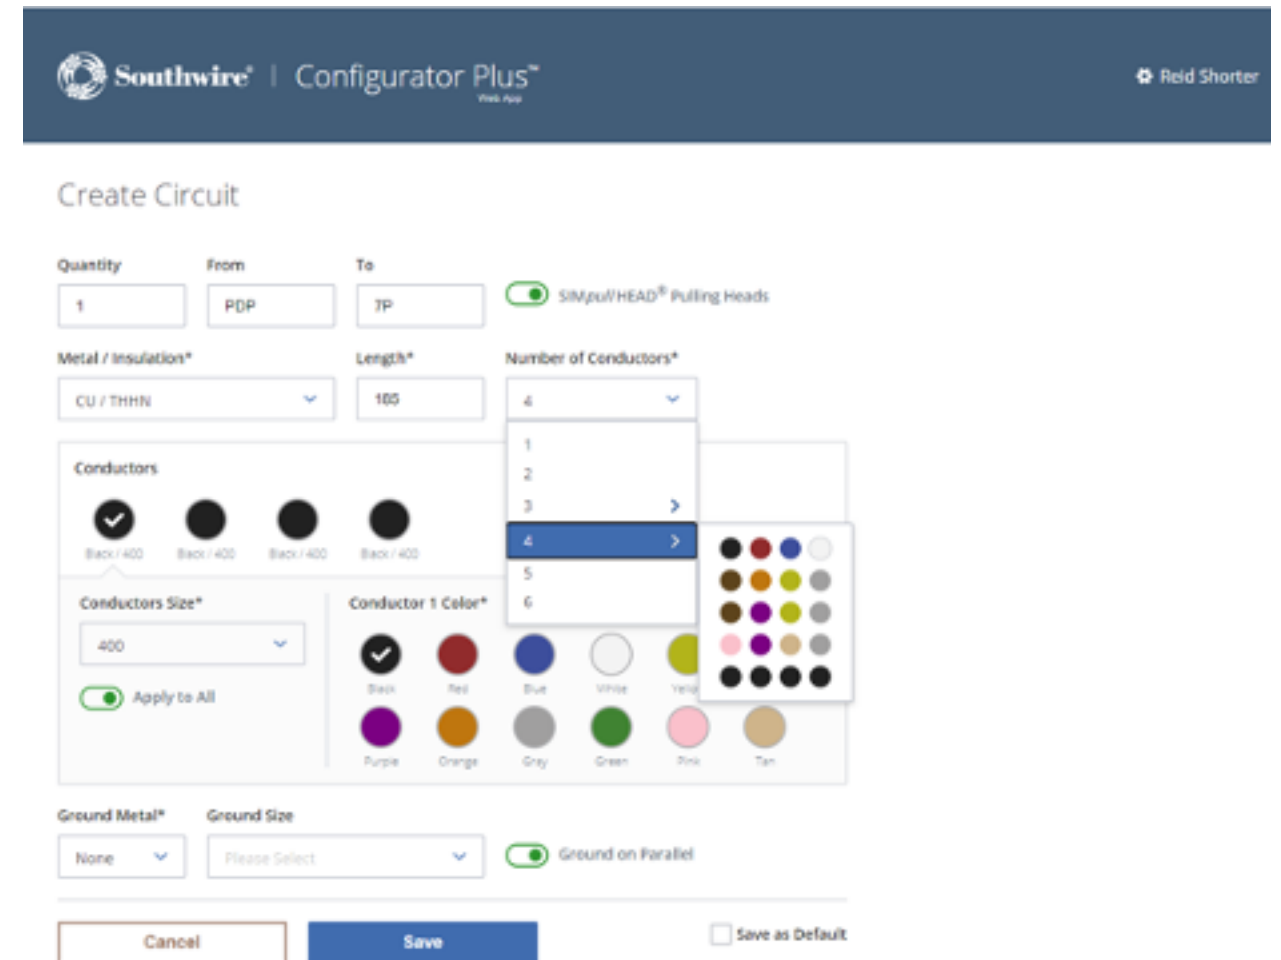 Southwire® | Configurator Plus™
Web App
Reid Shorter
Create Circuit
Quantity From To
1 PDP 7P
SIMpull HEAD® Pulling Heads
Metal / Insulation* Length* Number of Conductors*
CU / THHN 185 4
1
2
3
4
5
6
Conductors
Black / 400 Black / 400 Black / 400 Black / 400
Conductors Size* Conductor 1 Color*
400
Apply to All
Black Red Blue White
Purple Orange Gray Green Pink Tan
Ground Metal* Ground Size
None Please Select
Ground on Parallel
Cancel Save Save as Default